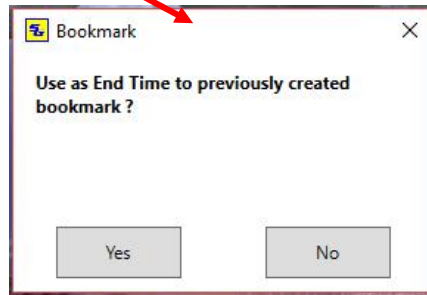 Bookmark
Use as End Time to previously created
bookmark ?
Yes
No